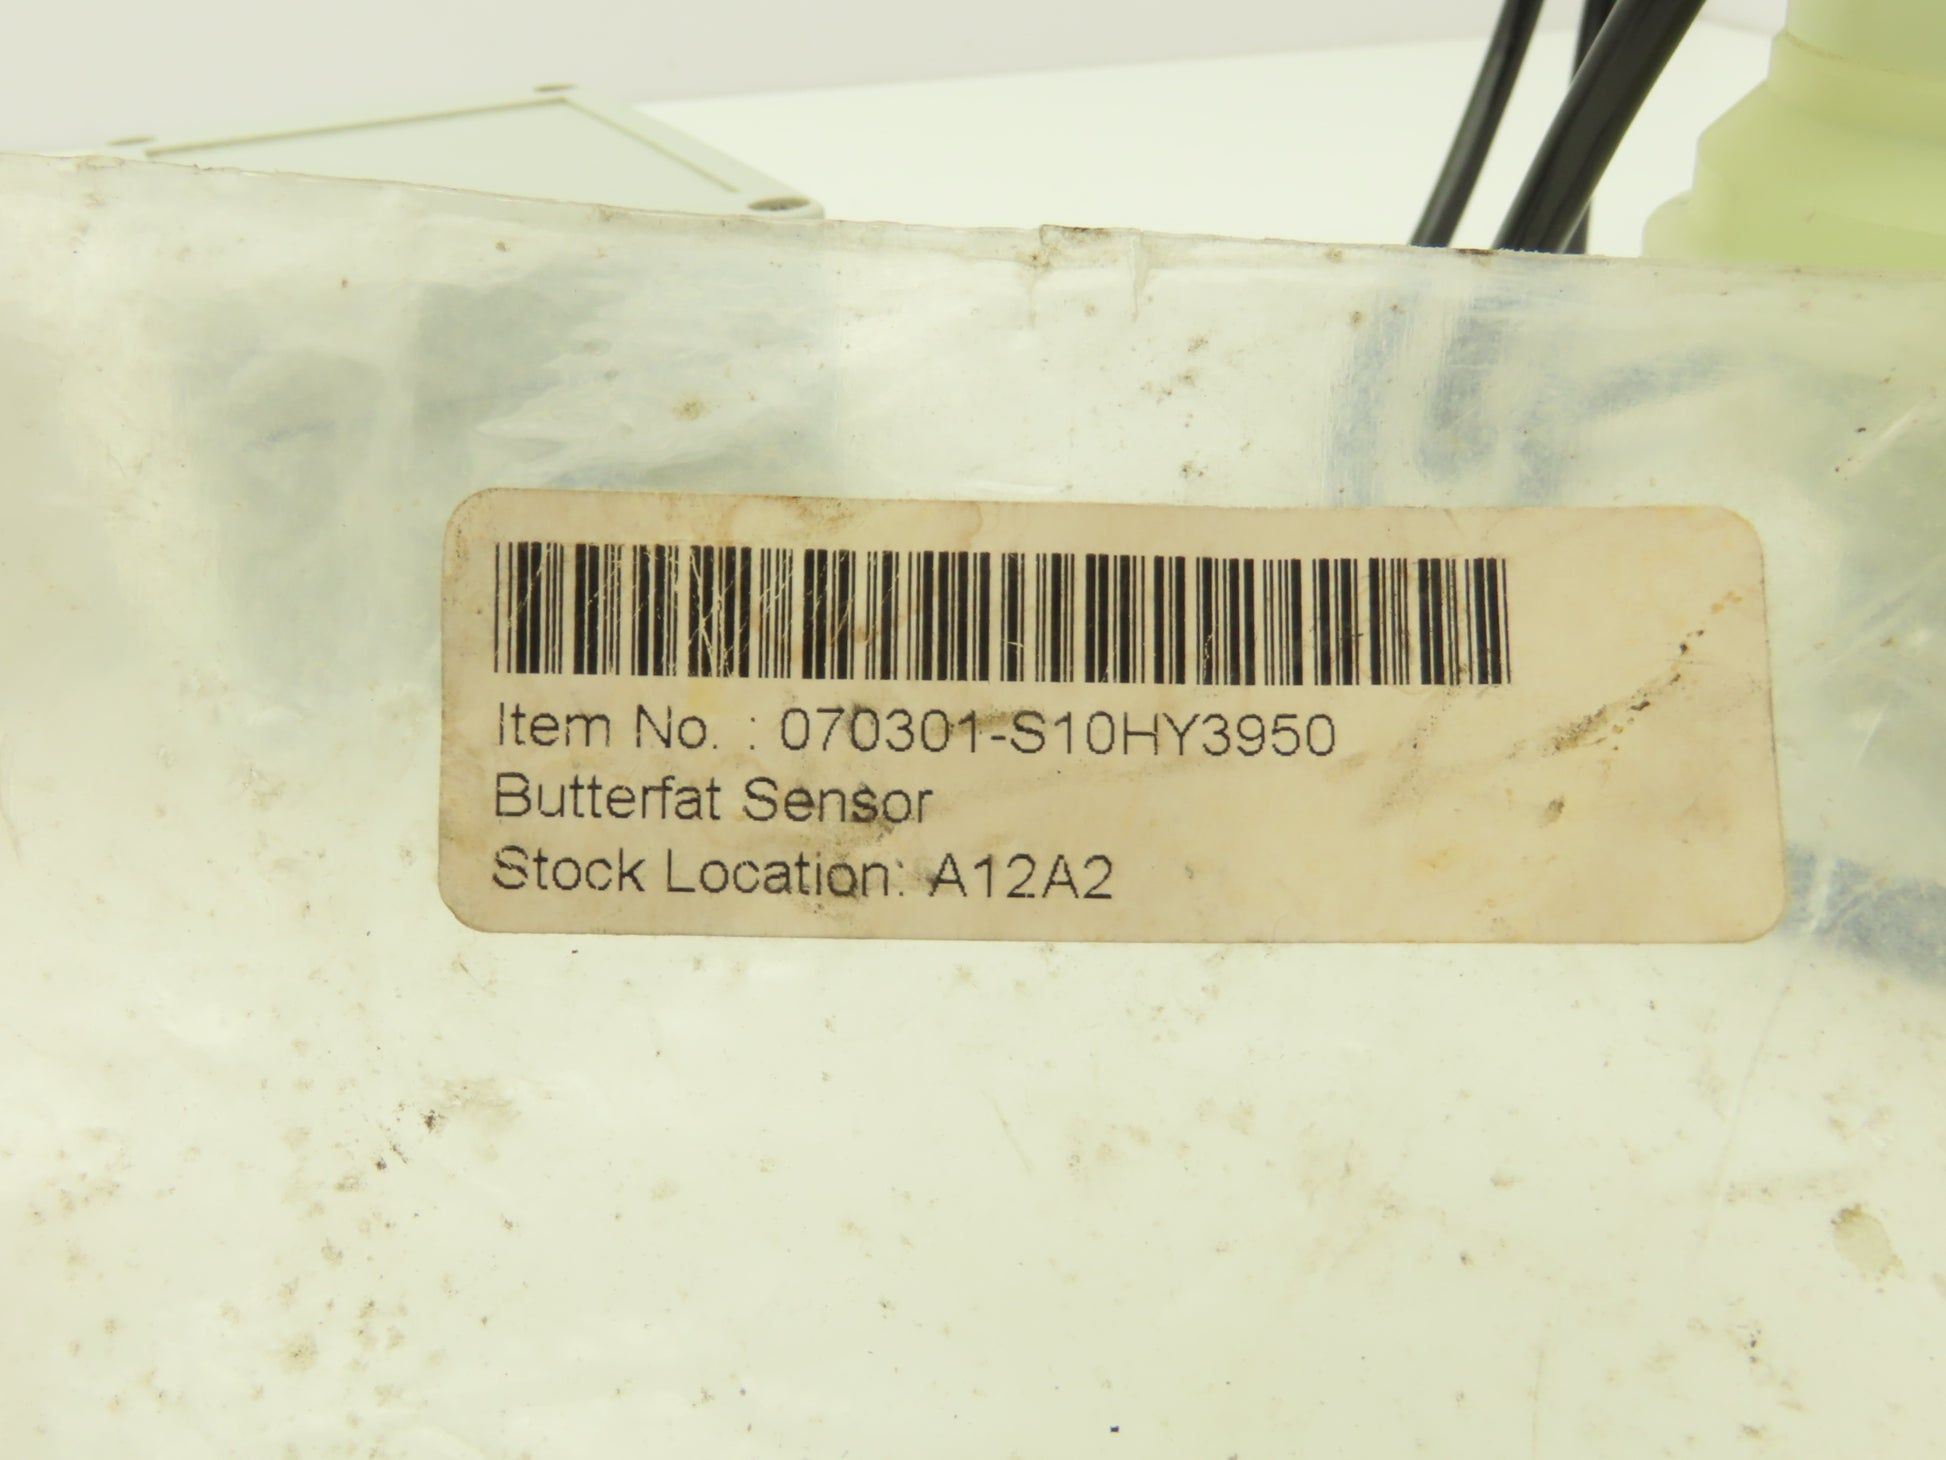 Item No. : 070301-S10HY3950
Butterfat Sensor
Stock Location: A12A2